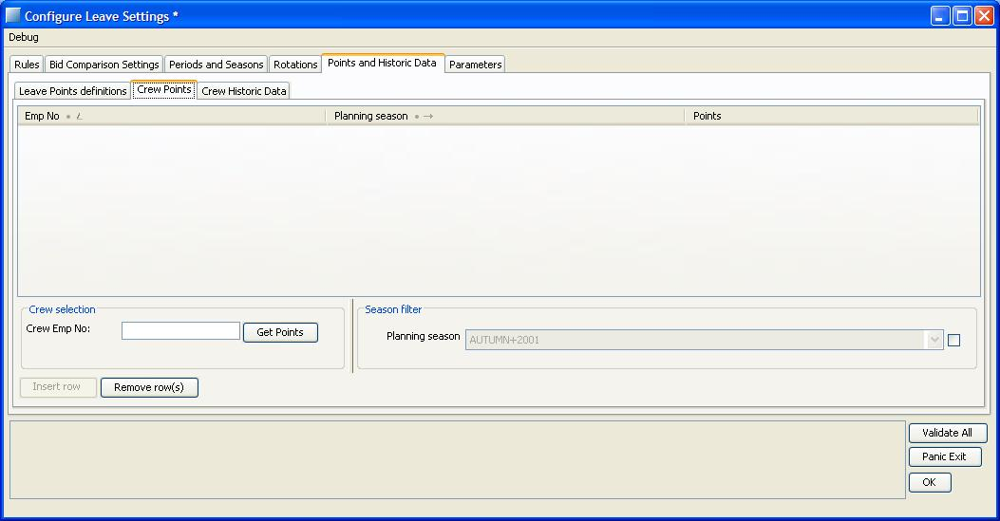 Configure Leave Settings *
Debug
Rules Bid Comparison Settings Periods and Seasons Rotations Points and Historic Data Parameters
Leave Points definitions Crew Points Crew Historic Data
Emp No Planning season Points
Crew selection Season filter
Crew Emp No: Get Points Planning season AUTUMN+2001
Insert row Remove row(s)
Validate All
Panic Exit
OK